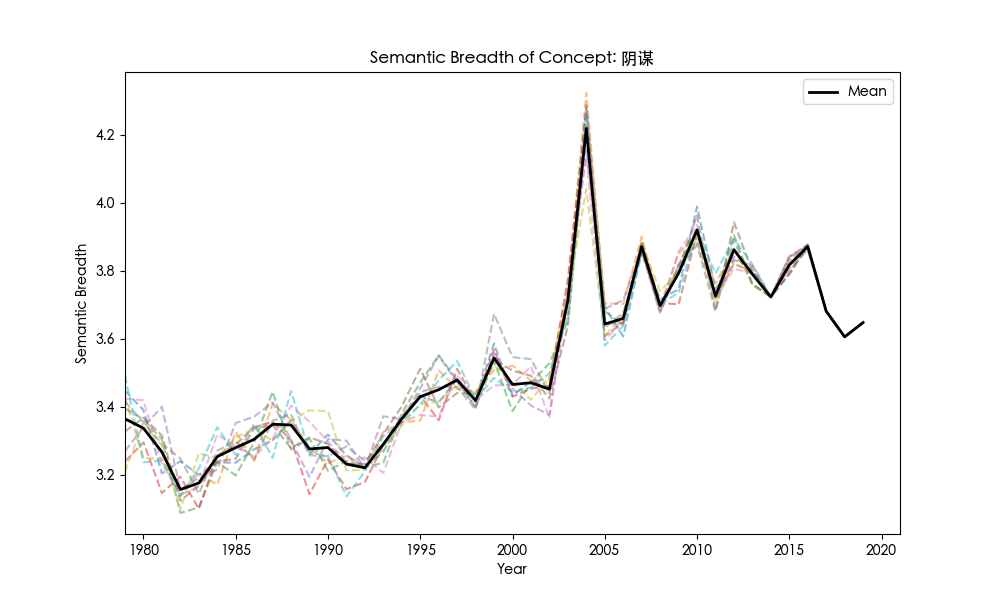 Semantic Breadth of Concept: 阴谋
Mean
4.2
4.0
3.8
3.6
3.4
3.2
Semantic Breadth
1980 1985 1990 1995 2000 2005 2010 2015 2020
Year